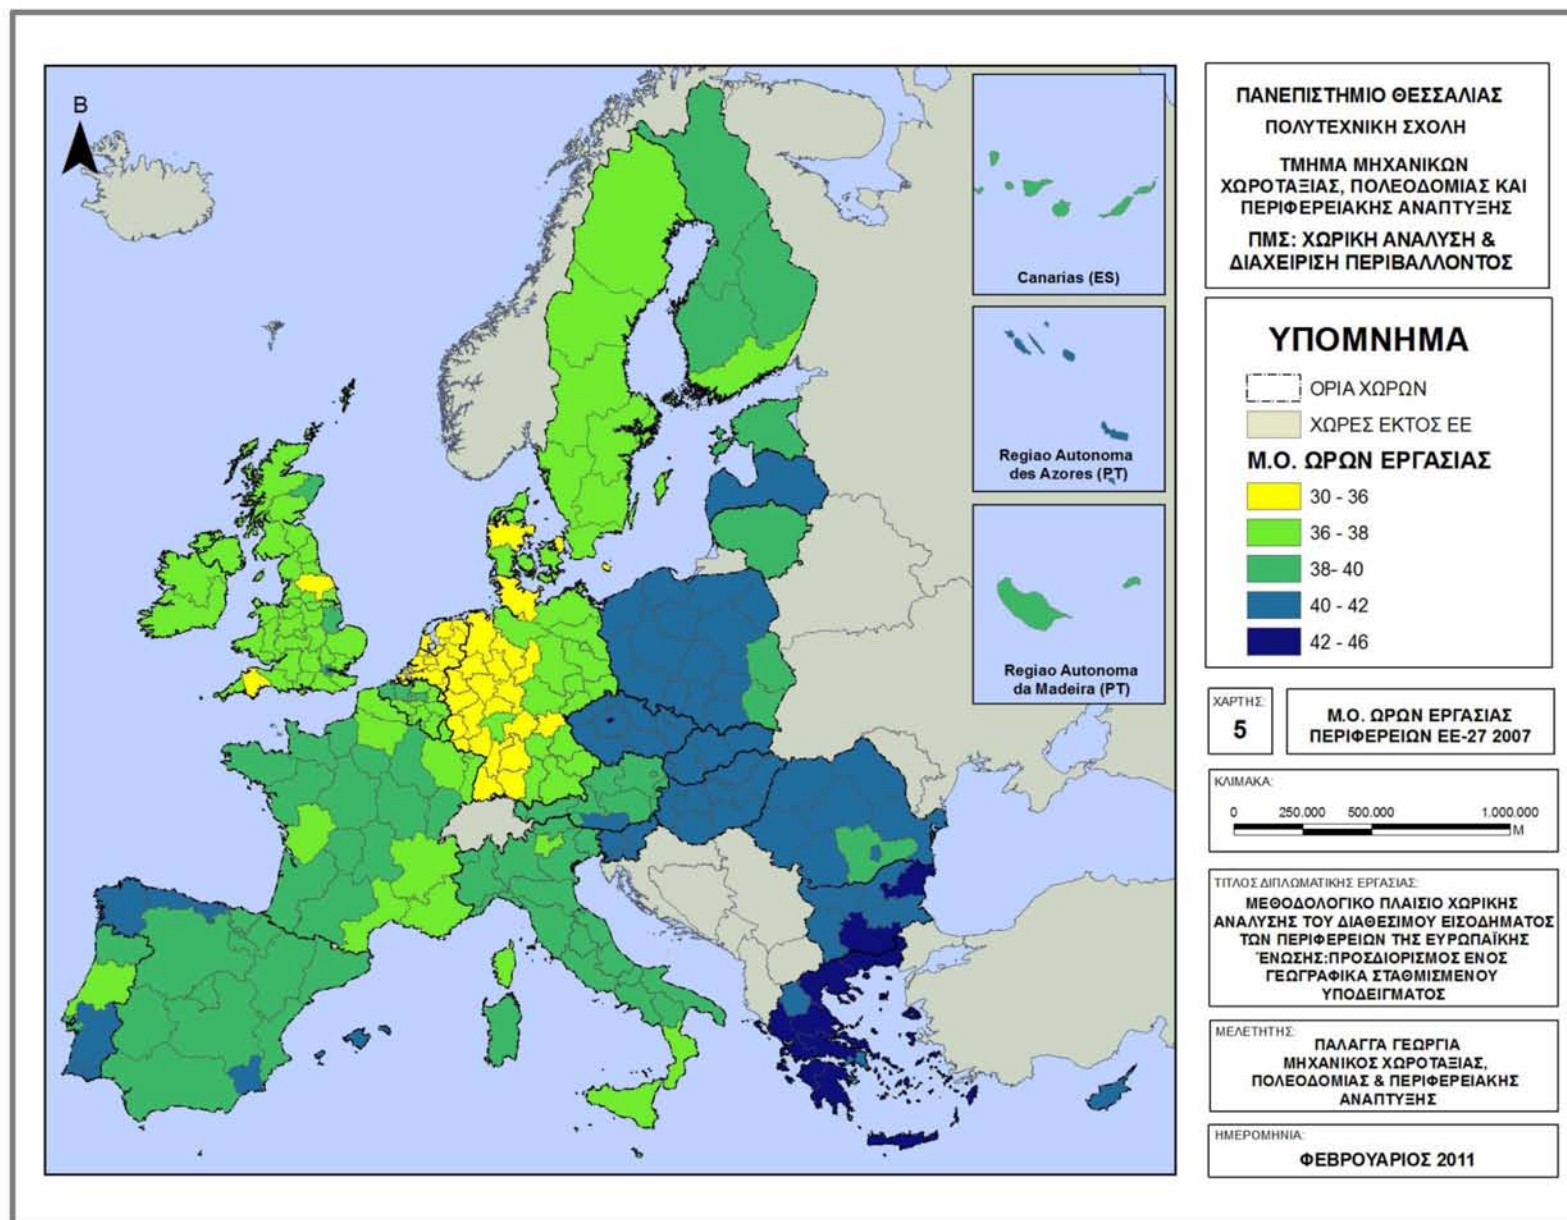 B
Canarias (ES)
Regiao Autonoma
des Azores (PT)
Regiao Autonoma
da Madeira (PT)
ΠΑΝΕΠΙΣΤΗΜΙΟ ΘΕΣΣΑΛΙΑΣ
ΠΟΛΥΤΕΧΝΙΚΗ ΣΧΟΛΗ
ΤΜΗΜΑ ΜΗΧΑΝΙΚΩΝ
ΧΩΡΟΤΑΞΙΑΣ, ΠΟΛΕΟΔΟΜΙΑΣ ΚΑΙ
ΠΕΡΙΦΕΡΕΙΑΚΗΣ ΑΝΑΠΤΥΞΗΣ
ΠΜΣ: ΧΩΡΙΚΗ ΑΝΑΛΥΣΗ &
ΔΙΑΧΕΙΡΙΣΗ ΠΕΡΙΒΑΛΛΟΝΤΟΣ
ΥΠΟΜΝΗΜΑ
ΟΡΙΑ ΧΩΡΩΝ
ΧΩΡΕΣ ΕΚΤΟΣ ΕΕ
Μ.Ο. ΩΡΩΝ ΕΡΓΑΣΙΑΣ
30 - 36
36 - 38
38- 40
40 - 42
42 - 46
ΧΑΡΤΗΣ:
5
Μ.Ο. ΩΡΩΝ ΕΡΓΑΣΙΑΣ
ΠΕΡΙΦΕΡΕΙΩΝ ΕΕ-27 2007
ΚΛΙΜΑΚΑ:
0 250.000 500.000 1.000.000
M
ΤΙΤΛΟΣ ΔΙΠΛΩΜΑΤΙΚΗΣ ΕΡΓΑΣΙΑΣ:
ΜΕΘΟΔΟΛΟΓΙΚΟ ΠΛΑΙΣΙΟ ΧΩΡΙΚΗΣ
ΑΝΑΛΥΣΗΣ ΤΟΥ ΔΙΑΘΕΣΙΜΟΥ ΕΙΣΟΔΗΜΑΤΟΣ
ΤΩΝ ΠΕΡΙΦΕΡΕΙΩΝ ΤΗΣ ΕΥΡΩΠΑΪΚΗΣ
ΈΝΩΣΗΣ:ΠΡΟΣΔΙΟΡΙΣΜΟΣ ΕΝΟΣ
ΓΕΩΓΡΑΦΙΚΑ ΣΤΑΘΜΙΣΜΕΝΟΥ
ΥΠΟΔΕΙΓΜΑΤΟΣ
ΜΕΛΕΤΗΤΗΣ:
ΠΑΛΑΓΓΑ ΓΕΩΡΓΙΑ
ΜΗΧΑΝΙΚΟΣ ΧΩΡΟΤΑΞΙΑΣ,
ΠΟΛΕΟΔΟΜΙΑΣ & ΠΕΡΙΦΕΡΕΙΑΚΗΣ
ΑΝΑΠΤΥΞΗΣ
ΗΜΕΡΟΜΗΝΙΑ:
ΦΕΒΡΟΥΑΡΙΟΣ 2011